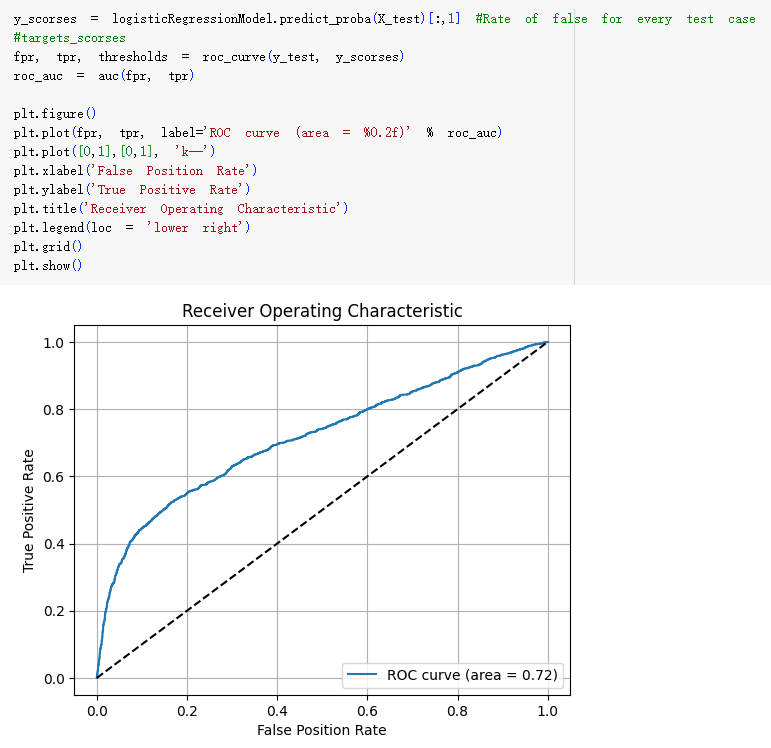 y_scorses = logisticRegressionModel.predict_proba(X_test)[:,1] #Rate of false for every test case
#targets_scorses
fpr, tpr, thresholds = roc_curve(y_test, y_scorses)
roc_auc = auc(fpr, tpr)
plt.figure()
plt.plot(fpr, tpr, label='ROC curve (area = %0.2f)' % roc_auc)
plt.plot([0,1],[0,1], 'k--')
plt.xlabel('False Position Rate')
plt.ylabel('True Positive Rate')
plt.title('Receiver Operating Characteristic')
plt.legend(loc = 'lower right')
plt.grid()
plt.show()
Receiver Operating Characteristic
True Positive Rate
1.0
0.8
0.6
0.4
0.2
0.0
ROC curve (area = 0.72)
0.0 0.2 0.4 0.6 0.8 1.0
False Position Rate